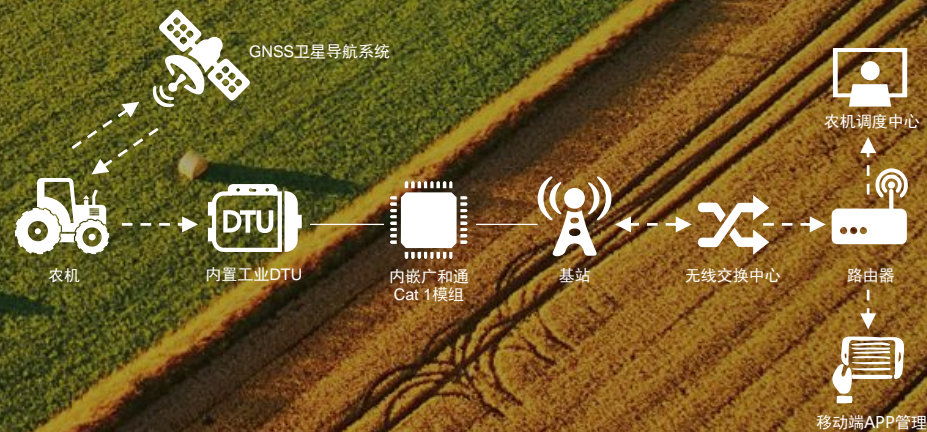 GNSS卫星导航系统
农机调度中心
DTU
农机
内置工业DTU
内嵌广和通
Cat 1模组
基站
无线交换中心
路由器
移动端APP管理